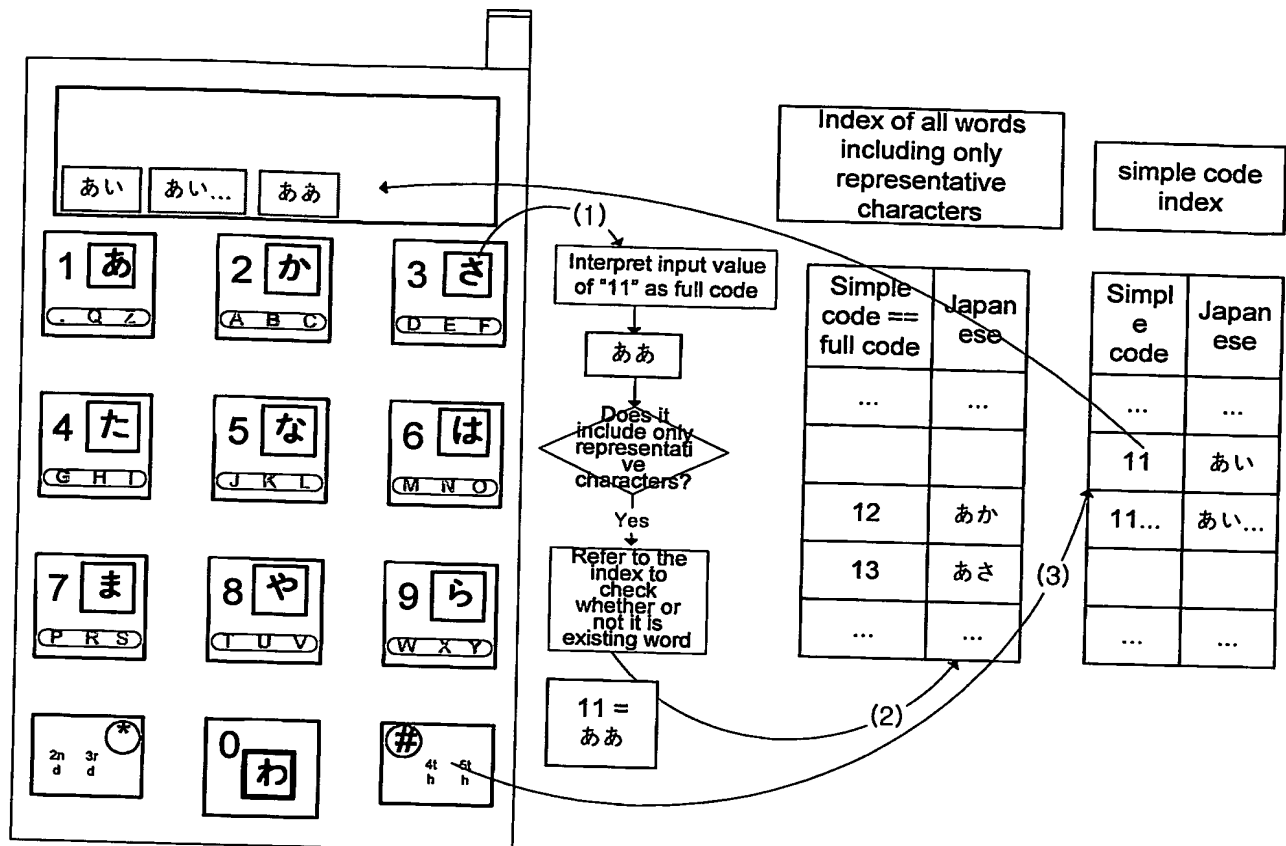 あい
あい...
ああ
1 あ
. Q Z
2 か
A B C
3 さ
D E F
4 た
G H I
5 な
J K L
6 は
M N O
7 ま
P R S
8 や
T U V
9 ら
W X Y
*
2n 3r
d d
0
わ
#
4t 5t
h h
(1)
Interpret input value
of "11" as full code
ああ
Does it
include only
representati
ve
characters?
Yes
Refer to the
index to
check
whether or
not it is
existing word
11 =
ああ
(2)
(3)
Index of all words
including only
representative
characters
Simple
code ==
full code
Japan
ese
... ...
12 あか
13 あさ
... ...
simple code
index
Simpl
e
code
Japan
ese
... ...
11 あい
11... あい...
... ...